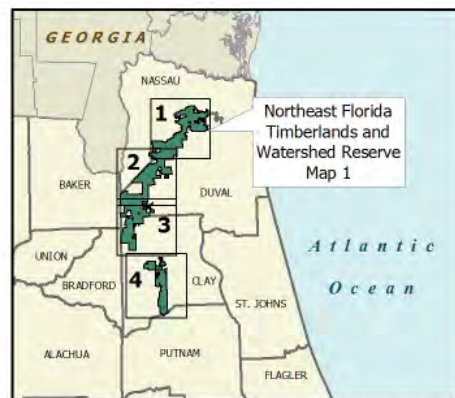 GEORGIA
NASSAU
1
Northeast Florida
Timberlands and
Watershed Reserve
Map 1
2
BAKER
DUVAL
3
UNION
BRADFORD
4
CLAY
Atlantic
Ocean
ST. JOHNS
ALACHUA
PUTNAM
FLAGLER